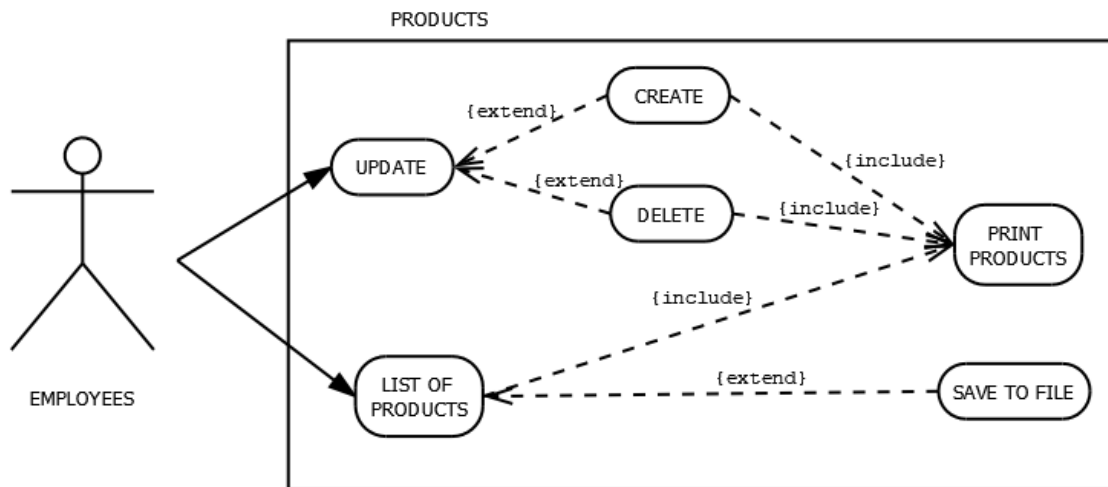 PRODUCTS
CREATE
{extend}
UPDATE
{include}
{extend}
DELETE
{include}
PRINT
PRODUCTS
{include}
EMPLOYEES
LIST OF
PRODUCTS
{extend}
SAVE TO FILE